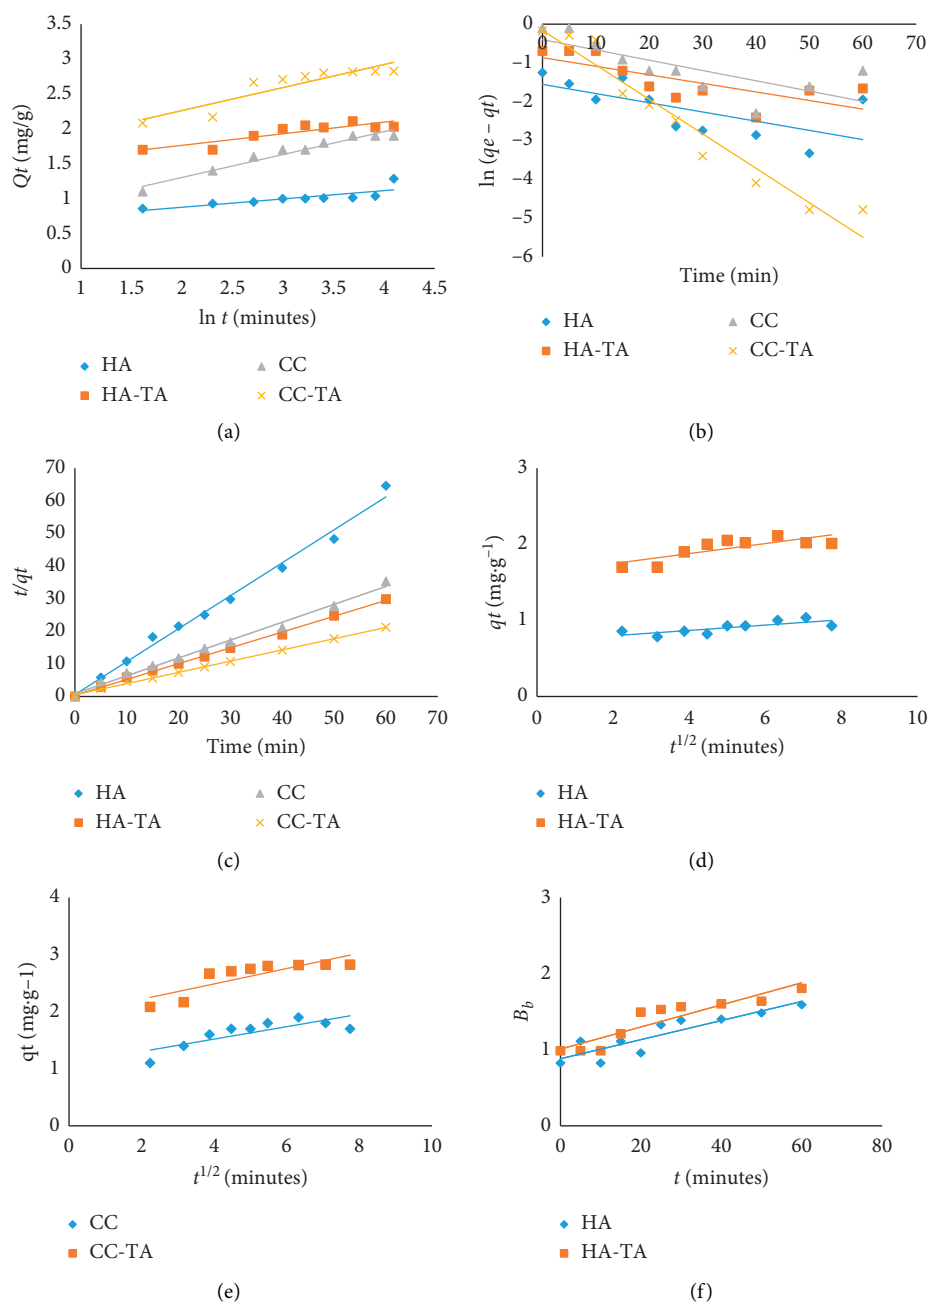 Qt (mg/g)
3.5
3
2.5
2
1.5
1
0.5
0
1 1.5 2 2.5 3 3.5 4 4.5
ln t (minutes)
HA CC
HA-TA CC-TA
(a)
ln (qe – qt)
0
–1
–2
–3
–4
–5
–6
0 10 20 30 40 50 60 70
Time (min)
HA CC
HA-TA CC-TA
(b)
t/qt
70
60
50
40
30
20
10
0
0 10 20 30 40 50 60 70
Time (min)
HA CC
HA-TA CC-TA
(c)
qt (mg·g⁻¹)
3
2
1
0
0 2 4 6 8 10
t^1/2 (minutes)
HA
HA-TA
(d)
qt (mg·g–1)
4
3
2
1
0
0 2 4 6 8 10
t^1/2 (minutes)
CC
CC-TA
(e)
B_b
3
2
1
0
0 20 40 60 80
t (minutes)
HA
HA-TA
(f)